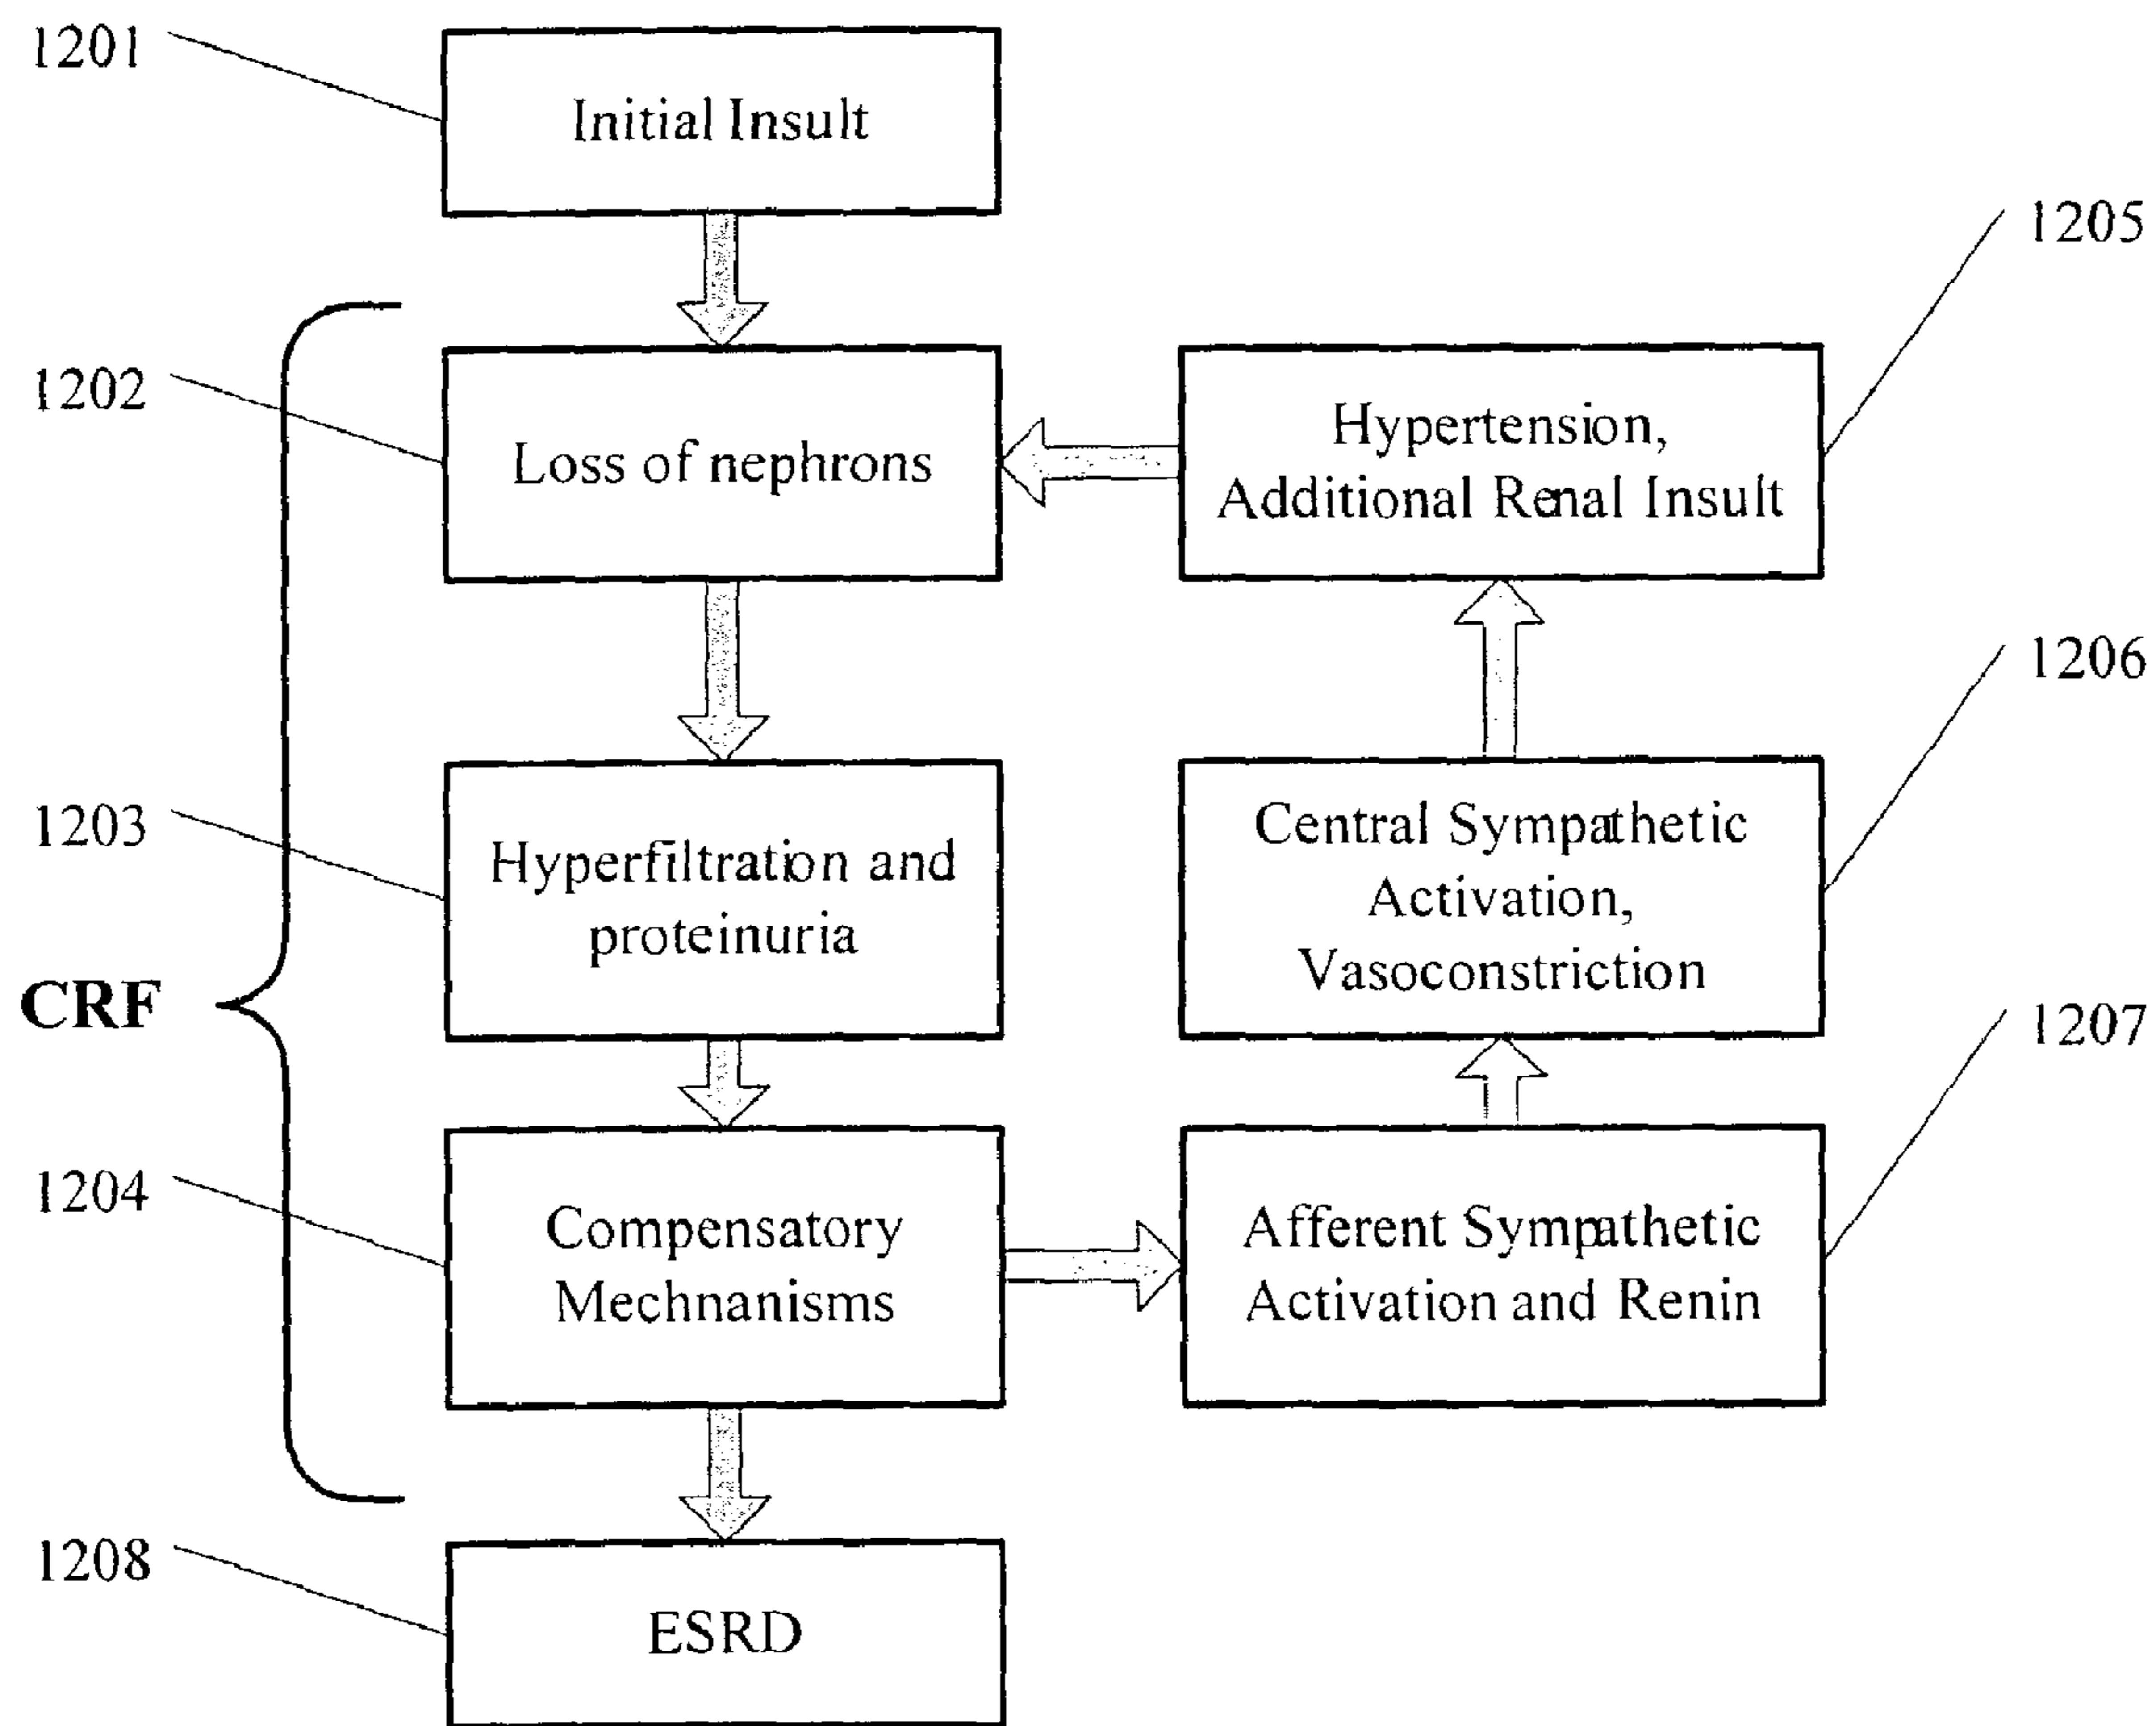 1201
Initial Insult
1202
Loss of nephrons
Hypertension,
Additional Renal Insult
1205
1203
Hyperfiltration and
proteinuria
Central Sympathetic
Activation,
Vasoconstriction
1206
CRF
1204
Compensatory
Mechnanisms
Afferent Sympathetic
Activation and Renin
1207
1208
ESRD